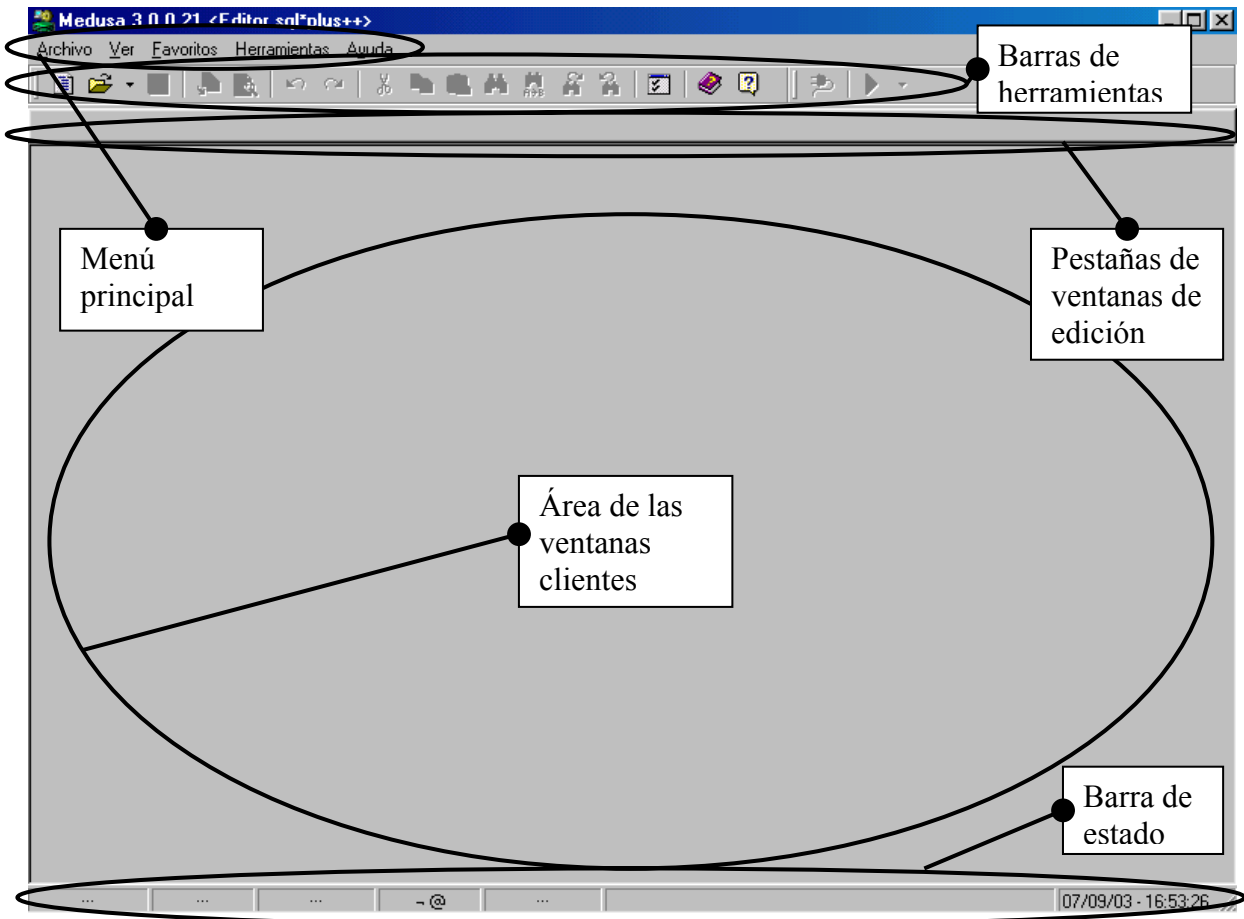 Medusa 3.0.0.21 <Editor sql*plus++>
Archivo Ver Favoritos Herramientas Ayuda
Barras de
herramientas
Menú
principal
Pestañas de
ventanas de
edición
Área de las
ventanas
clientes
Barra de
estado
... ... ... ¬ @ ... 07/09/03 - 16:53:26